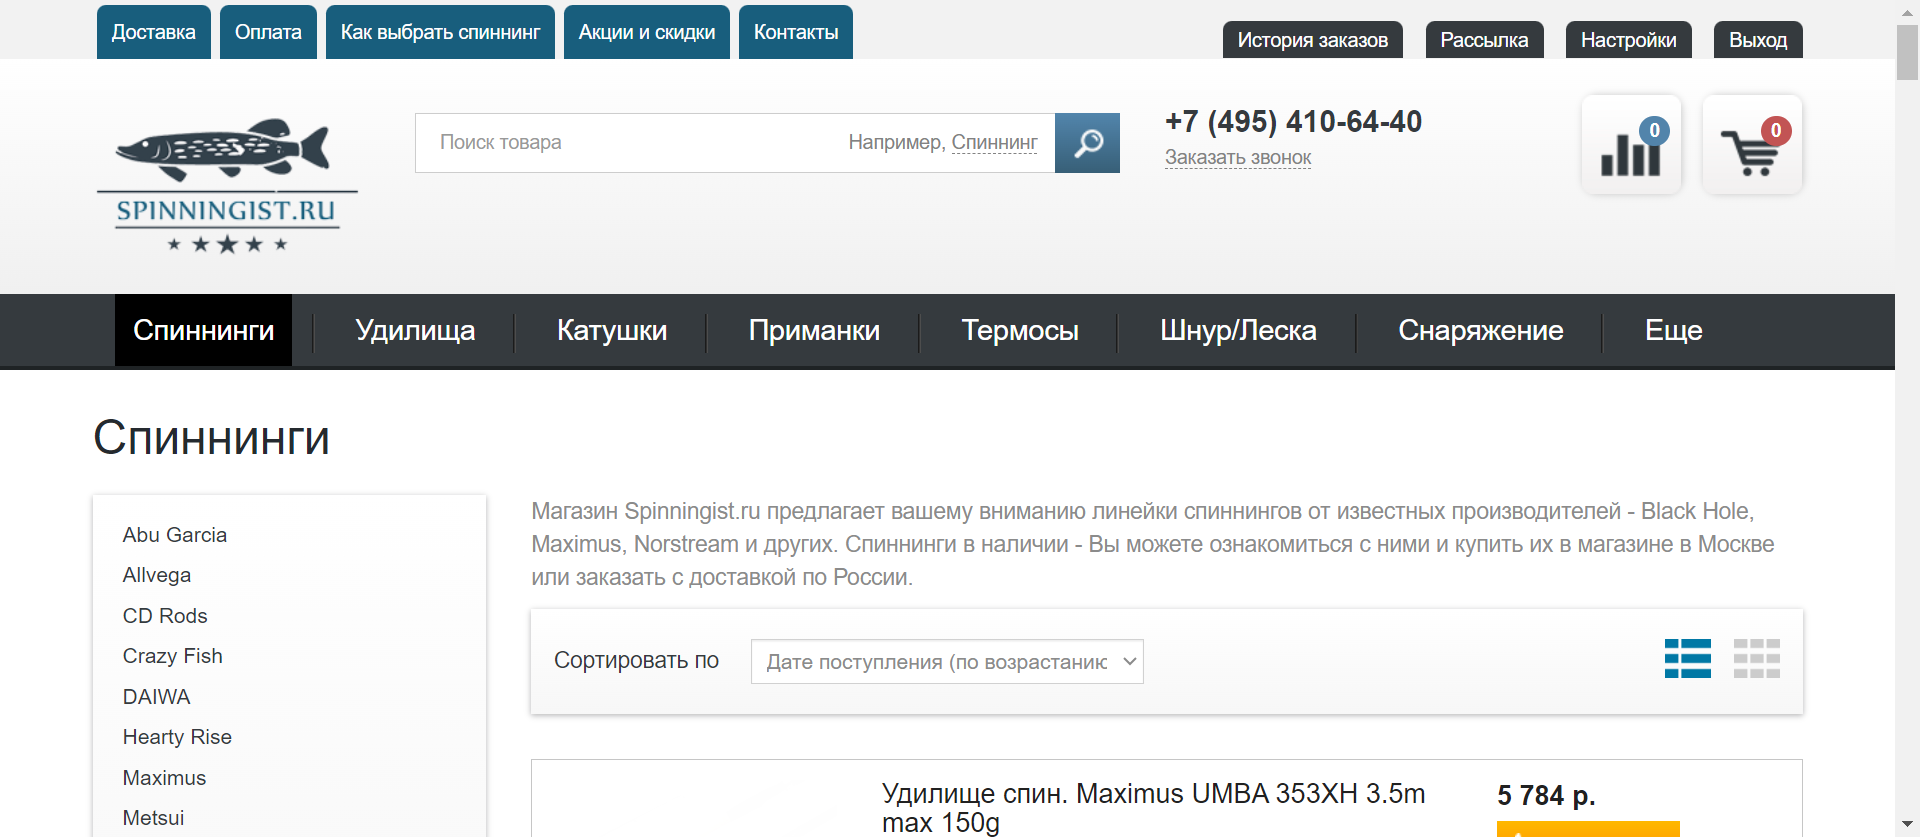 Доставка
Оплата
Как выбрать спиннинг
Акции и скидки
Контакты
История заказов
Рассылка
Настройки
Выход
SPINNINGIST.RU
Поиск товара
Например, Спиннинг
+7 (495) 410-64-40
Заказать звонок
0
0
Спиннинги
Удилища
Катушки
Приманки
Термосы
Шнур/Леска
Снаряжение
Еще
Спиннинги
Abu Garcia
Allvega
CD Rods
Crazy Fish
DAIWA
Hearty Rise
Maximus
Metsui
Магазин Spinningist.ru предлагает вашему вниманию линейки спиннингов от известных производителей - Black Hole,
Maximus, Norstream и других. Спиннинги в наличии - Вы можете ознакомиться с ними и купить их в магазине в Москве
или заказать с доставкой по России.
Сортировать по
Дате поступления (по возрастанию
Удилище спин. Maximus UMBA 353XH 3.5m
max 150g
5 784 р.